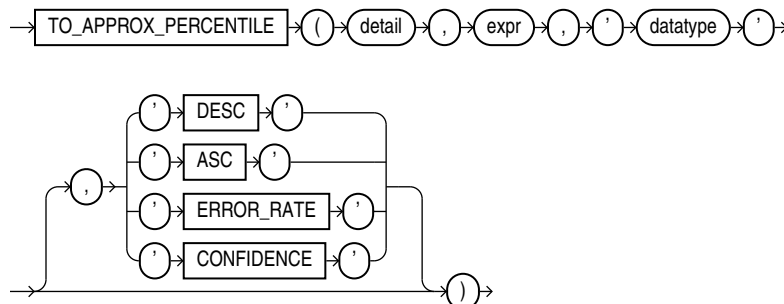 TO_APPROX_PERCENTILE ( detail , expr , ' datatype '
' DESC '
' ASC '
,
' ERROR_RATE '
' CONFIDENCE '
)